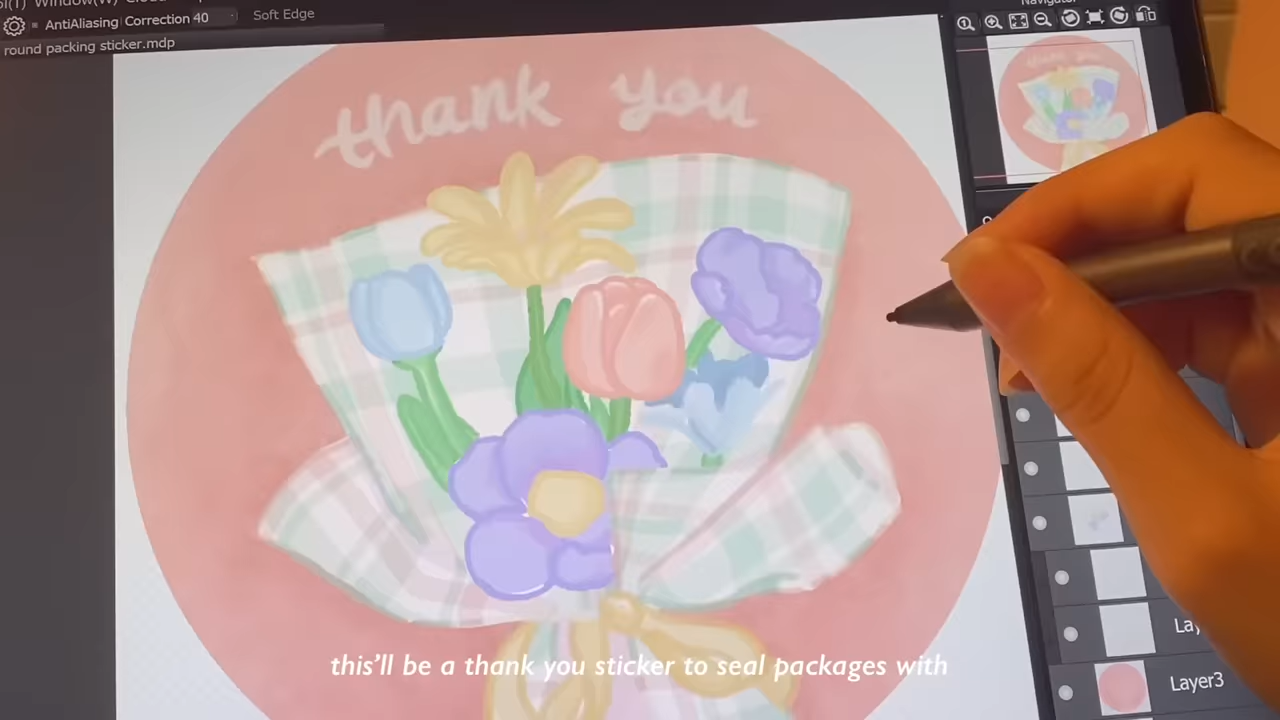 Window(W)
AntiAliasing Correction 40
Soft Edge
round packing sticker.mdp
Navigator
thank you
Layer3
this'll be a thank you sticker to seal packages with